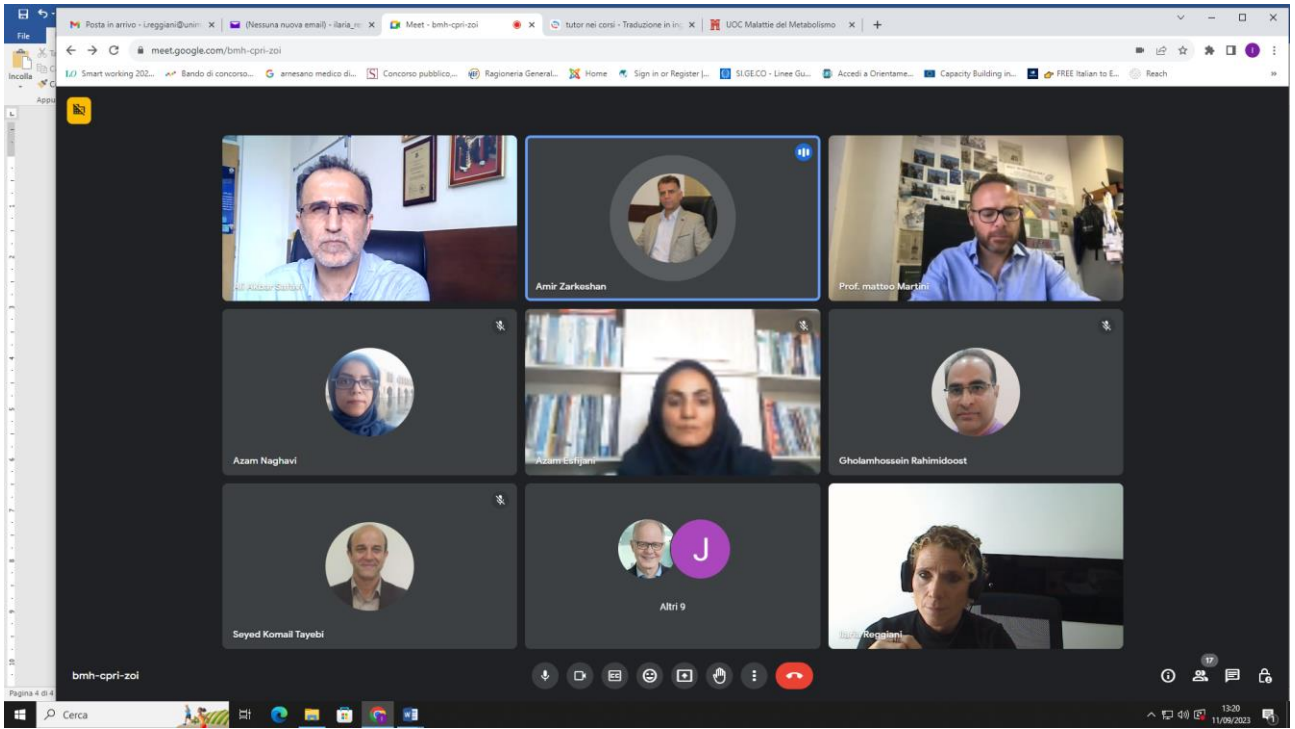 File
Incolla
Appu
Pagina 4 di 4
Posta in arrivo - i.reggiani@unim
(Nessuna nuova email) - ilaria_re
Meet - bmh-cpri-zoi
tutor nei corsi - Traduzione in ing
UOC Malattie del Metabolismo
meet.google.com/bmh-cpri-zoi
Smart working 202...
Bando di concorso...
arnesano medico di...
Concorso pubblico,...
Ragioneria General...
Home
Sign in or Register |...
SI.GE.CO - Linee Gu...
Accedi a Orientame...
Capacity Building in...
FREE Italian to E...
Reach
Amir Zarkeshan
Prof. matteo Martini
Azam Naghavi
Azam Esfijani
Gholamhossein Rahimidoost
Seyed Komail Tayebi
J
Altri 9
Ilaria Reggiani
bmh-cpri-zoi
17
Cerca
13:20
11/09/2023